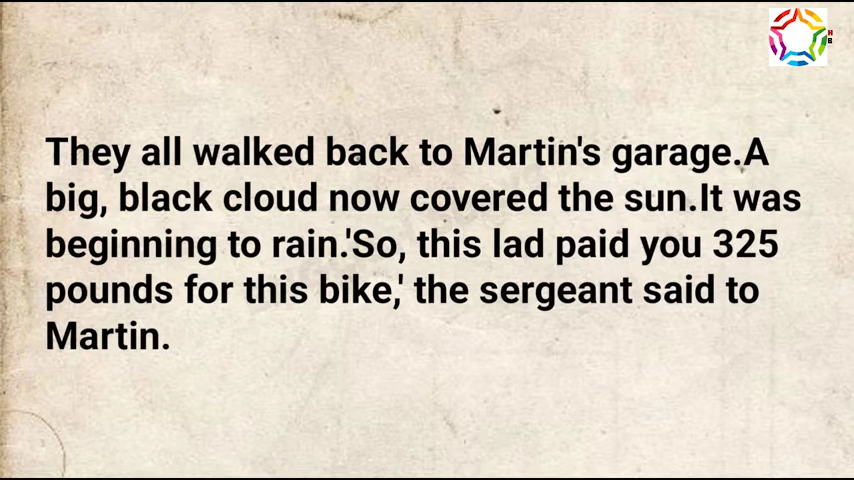 They all walked back to Martin's garage.A
big, black cloud now covered the sun.It was
beginning to rain.'So, this lad paid you 325
pounds for this bike,' the sergeant said to
Martin.
H
E